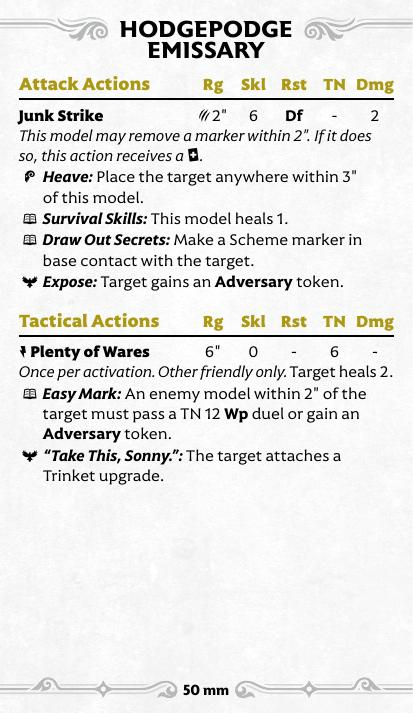 HODGEPODGE
EMISSARY
Attack Actions Rg Skl Rst TN Dmg
Junk Strike 2" 6 Df - 2
This model may remove a marker within 2". If it does
so, this action receives a .
Heave: Place the target anywhere within 3"
of this model.
Survival Skills: This model heals 1.
Draw Out Secrets: Make a Scheme marker in
base contact with the target.
Expose: Target gains an Adversary token.
Tactical Actions Rg Skl Rst TN Dmg
Plenty of Wares 6" 0 - 6 -
Once per activation. Other friendly only. Target heals 2.
Easy Mark: An enemy model within 2" of the
target must pass a TN 12 Wp duel or gain an
Adversary token.
“Take This, Sonny.”: The target attaches a
Trinket upgrade.
50 mm